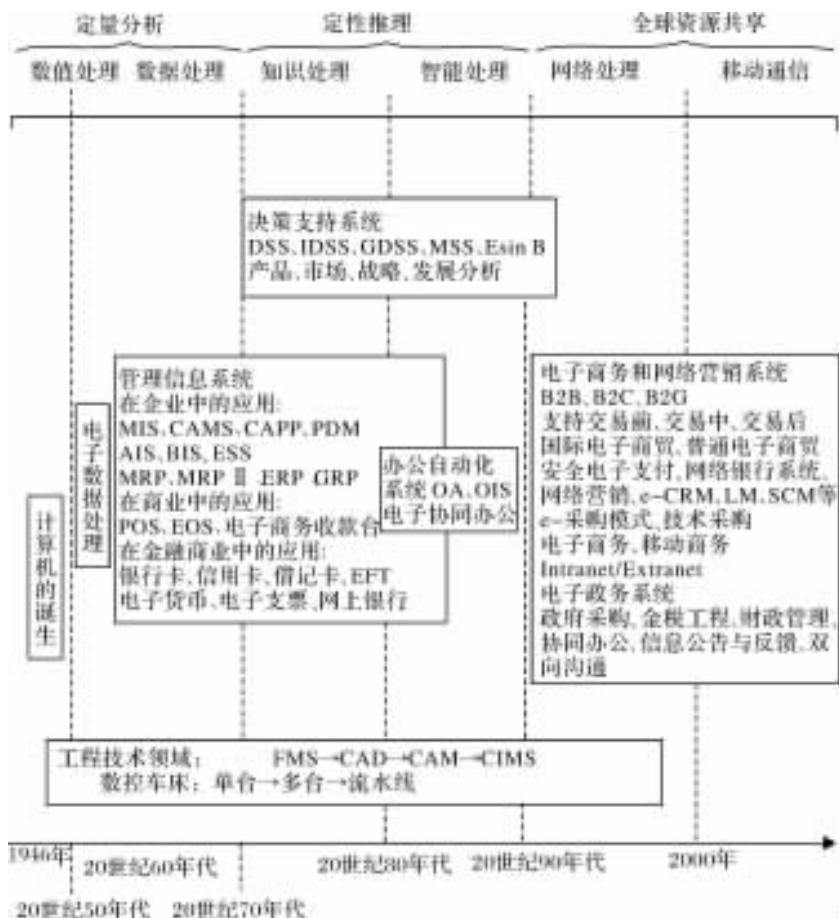 定量分析 定性推理 全球资源共享
数值处理 数据处理 知识处理 智能处理 网络处理 移动通信
决策支持系统
DSS、IDSS、GDSS、MSS、Esin B
产品、市场、战略、发展分析
计算机的诞生
电子数据处理
管理信息系统
在企业中的应用:
MIS、CAMS、CAPP、PDM
AIS、BIS、ESS
MRP、MRP Ⅱ ERP GRP
在商业中的应用:
POS、EOS、电子商务收款台
在金融商业中的应用:
银行卡、信用卡、借记卡、EFT
电子货币、电子支票、网上银行
办公自动化
系统 OA、OIS
电子协同办公
电子商务和网络营销系统
B2B、B2C、B2G
支持交易前、交易中、交易后
国际电子商贸、普通电子商贸
安全电子支付、网络银行系统、
网络营销、e-CRM、LM、SCM等
e-采购模式、技术采购
电子商务、移动商务
Intranet/Extranet
电子政务系统
政府采购、金税工程、财政管理、
协同办公、信息公告与反馈、双
向沟通
工程技术领域: FMS→CAD→CAM→CIMS
数控车床: 单台→多台→流水线
1946年 20世纪60年代 20世纪80年代 20世纪90年代 2000年
20世纪50年代 20世纪70年代